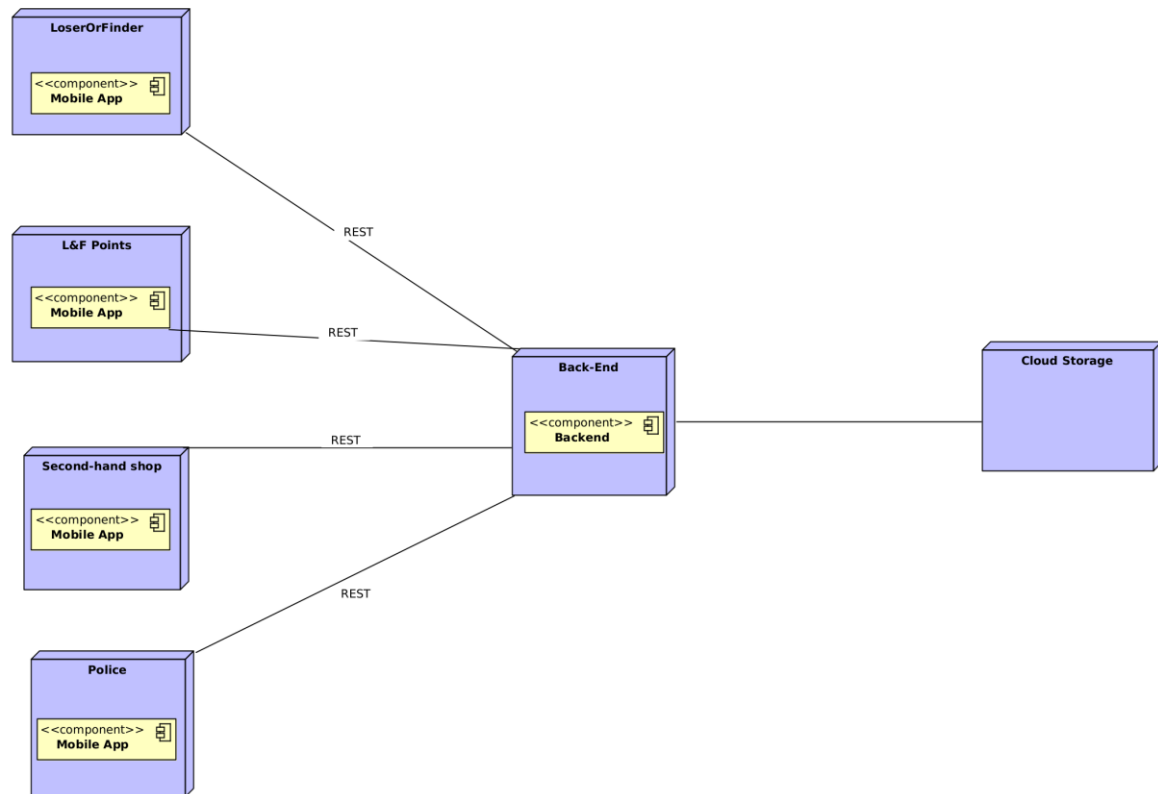 LoserOrFinder
<<component>>
Mobile App
REST
L&F Points
<<component>>
Mobile App
REST
Back-End
<<component>>
Backend
Cloud Storage
REST
Second-hand shop
<<component>>
Mobile App
REST
Police
<<component>>
Mobile App